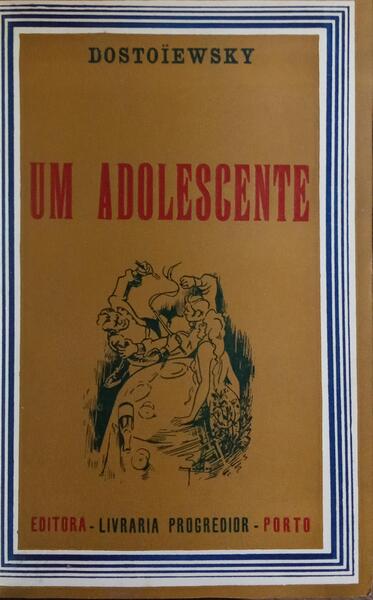 DOSTOÏEWSKY
UM ADOLESCENTE
EDITORA - LIVRARIA PROGREDIOR - PORTO